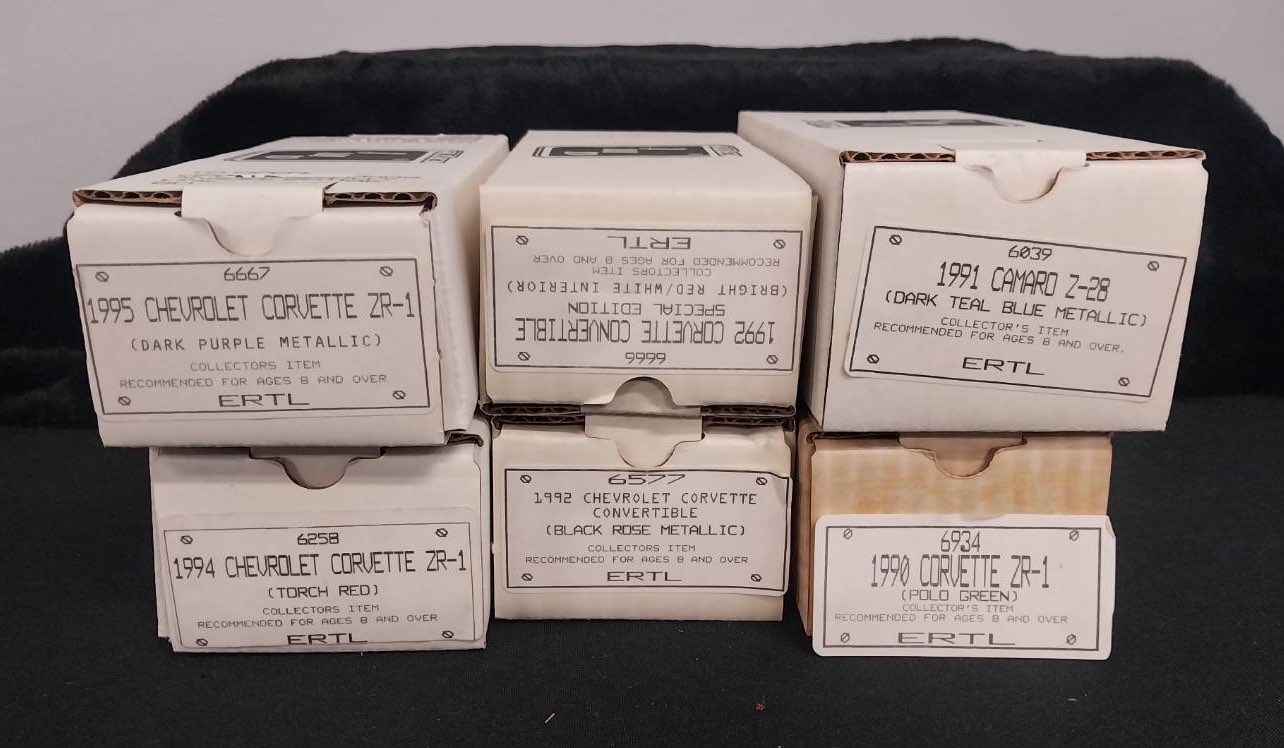 6667
1995 CHEVROLET CORVETTE ZR-1
(DARK PURPLE METALLIC)
COLLECTORS ITEM
RECOMMENDED FOR AGES 8 AND OVER
ERTL
6666
1992 CORVETTE CONVERTIBLE
SPECIAL EDITION
(BRIGHT RED/WHITE INTERIOR)
COLLECTORS ITEM
RECOMMENDED FOR AGES 8 AND OVER
ERTL
6039
1991 CAMARO Z-28
(DARK TEAL BLUE METALLIC)
COLLECTOR'S ITEM
RECOMMENDED FOR AGES 8 AND OVER.
ERTL
6258
1994 CHEVROLET CORVETTE ZR-1
(TORCH RED)
COLLECTORS ITEM
RECOMMENDED FOR AGES 8 AND OVER
ERTL
6577
1992 CHEVROLET CORVETTE
CONVERTIBLE
(BLACK ROSE METALLIC)
COLLECTORS ITEM
RECOMMENDED FOR AGES 8 AND OVER
ERTL
6934
1990 CORVETTE ZR-1
(POLO GREEN)
COLLECTOR'S ITEM
RECOMMENDED FOR AGES 8 AND OVER
ERTL